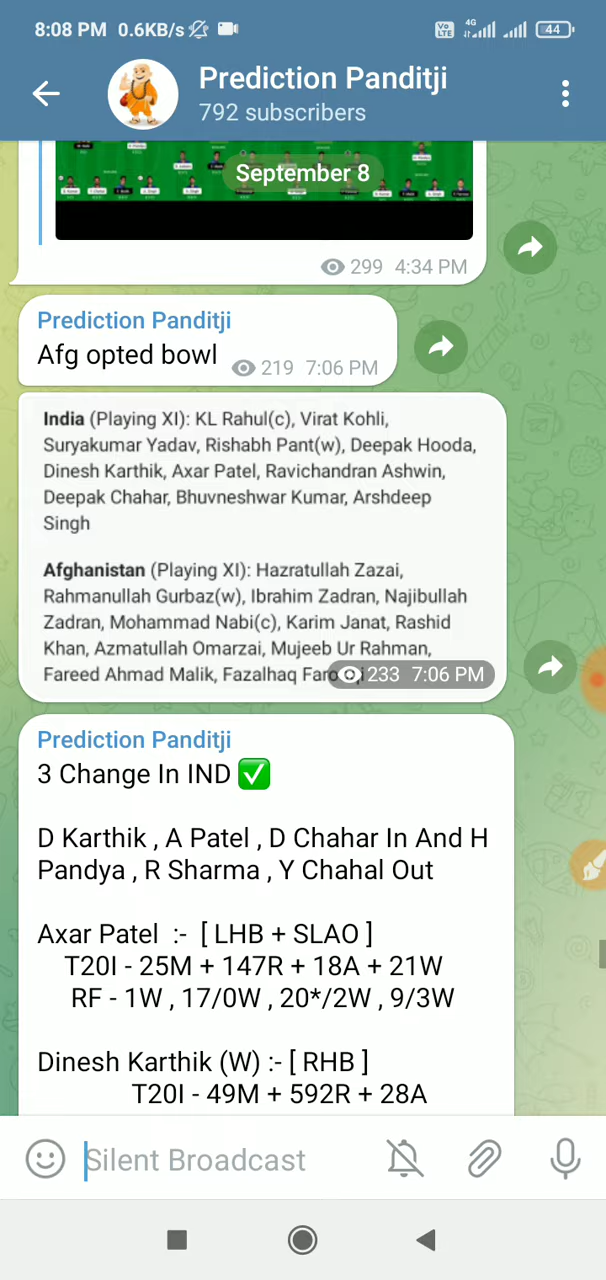 8:08 PM 0.6KB/s
Vo LTE 4G 44
Prediction Panditji
792 subscribers
September 8
299 4:34 PM
Prediction Panditji
Afg opted bowl
219 7:06 PM
India (Playing XI): KL Rahul(c), Virat Kohli,
Suryakumar Yadav, Rishabh Pant(w), Deepak Hooda,
Dinesh Karthik, Axar Patel, Ravichandran Ashwin,
Deepak Chahar, Bhuvneshwar Kumar, Arshdeep
Singh
Afghanistan (Playing XI): Hazratullah Zazai,
Rahmanullah Gurbaz(w), Ibrahim Zadran, Najibullah
Zadran, Mohammad Nabi(c), Karim Janat, Rashid
Khan, Azmatullah Omarzai, Mujeeb Ur Rahman,
Fareed Ahmad Malik, Fazalhaq
233 7:06 PM
Prediction Panditji
3 Change In IND ✅
D Karthik , A Patel , D Chahar In And H
Pandya , R Sharma , Y Chahal Out
Axar Patel :- [ LHB + SLAO ]
T20I - 25M + 147R + 18A + 21W
RF - 1W , 17/0W , 20*/2W , 9/3W
Dinesh Karthik (W) :- [ RHB ]
T20I - 49M + 592R + 28A
Silent Broadcast